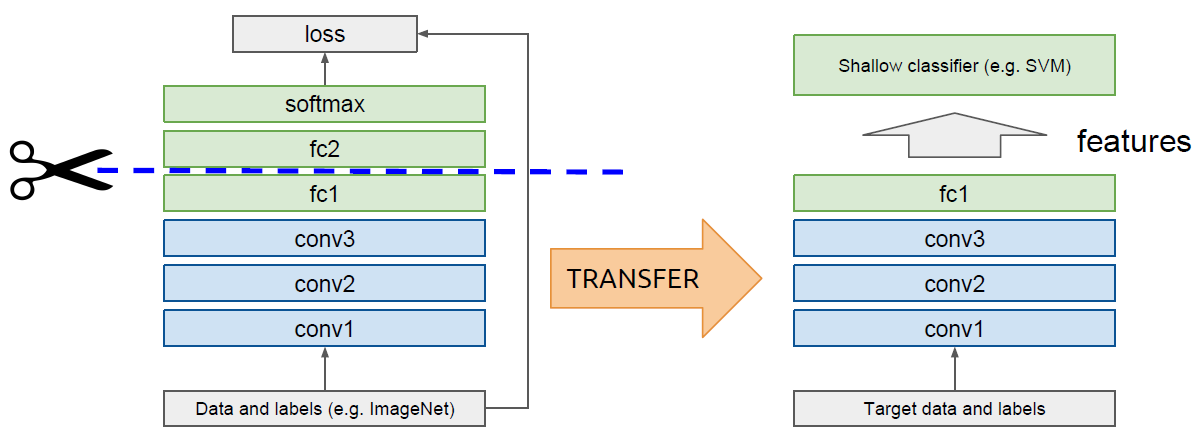 loss
softmax
fc2
fc1
conv3
conv2
conv1
Data and labels (e.g. ImageNet)
TRANSFER
Shallow classifier (e.g. SVM)
features
fc1
conv3
conv2
conv1
Target data and labels